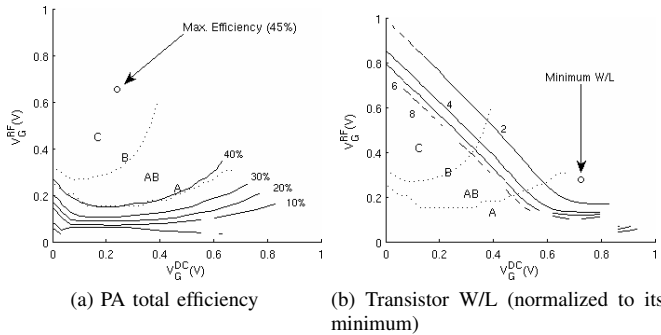 1
0.8
0.6
0.4
0.2
0
0 0.2 0.4 0.6 0.8 1
V_G^RF(V)
V_G^DC(V)
Max. Efficiency (45%)
C
B
AB
A
40%
30%
20%
10%
(a) PA total efficiency
1
0.8
0.6
0.4
0.2
0
0 0.2 0.4 0.6 0.8 1
V_G^RF(V)
V_G^DC(V)
Minimum W/L
2
4
6
8
C
B
AB
A
(b) Transistor W/L (normalized to its
minimum)